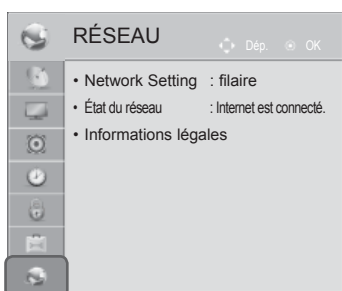 RÉSEAU
Dép. OK
• Network Setting : filaire
• État du réseau : Internet est connecté.
• Informations légales